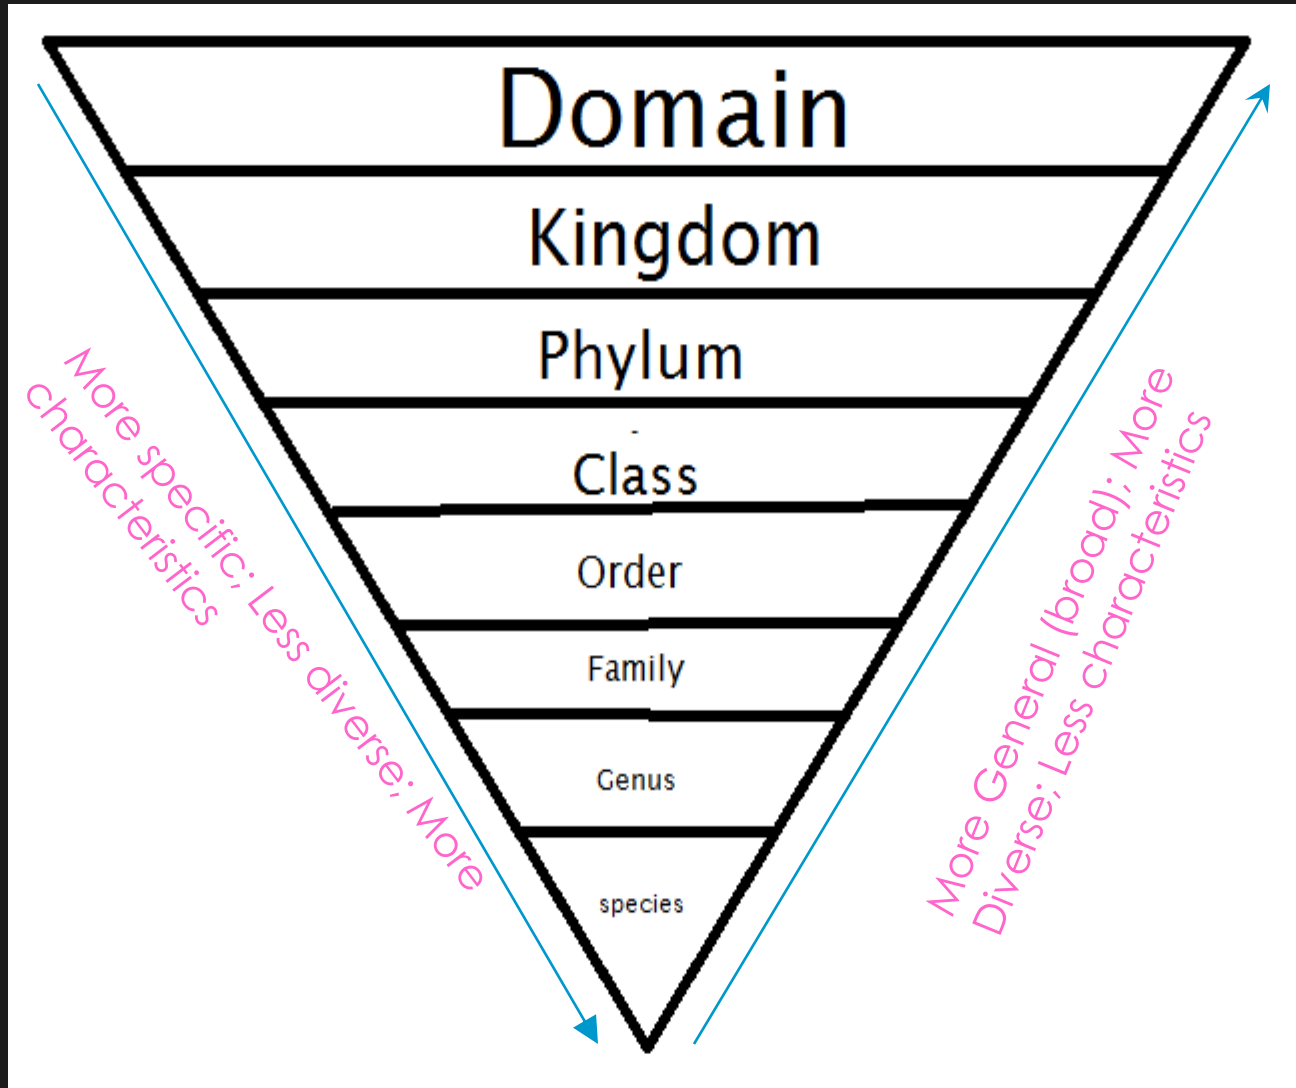 Domain
Kingdom
Phylum
-
Class
Order
Family
Genus
species
More specific; Less diverse; More
characteristics
More General (broad); More
Diverse; Less characteristics